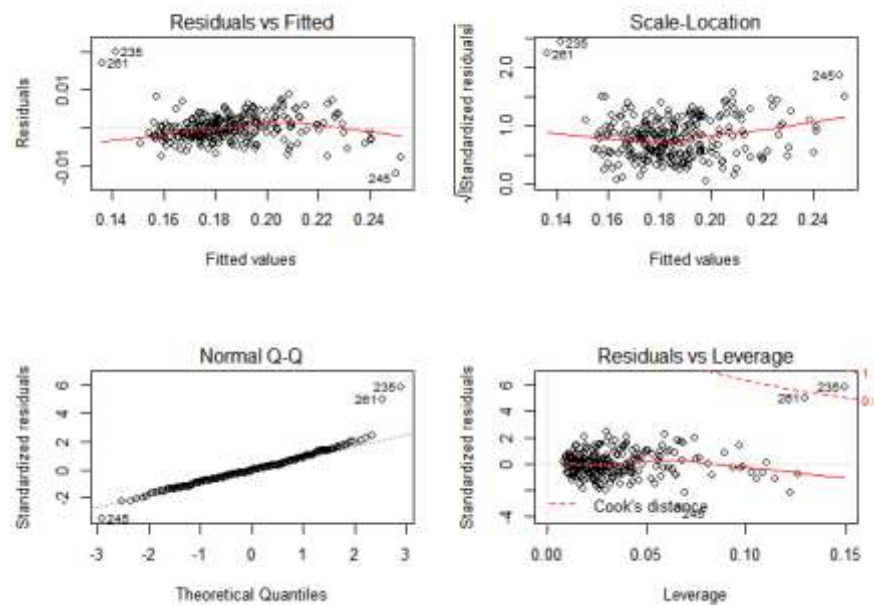 Residuals vs Fitted
Residuals
-0.01
0.01
235
261
245
0.14 0.16 0.18 0.20 0.22 0.24
Fitted values
Scale-Location
√|Standardized residuals|
0.0
1.0
2.0
235
261
245
0.14 0.16 0.18 0.20 0.22 0.24
Fitted values
Normal Q-Q
Standardized residuals
-2
0
2
4
6
235
261
245
-3 -2 -1 0 1 2 3
Theoretical Quantiles
Residuals vs Leverage
Standardized residuals
-4
0
2
4
6
235
261
245
1
Cook's distance
0.00 0.05 0.10 0.15
Leverage